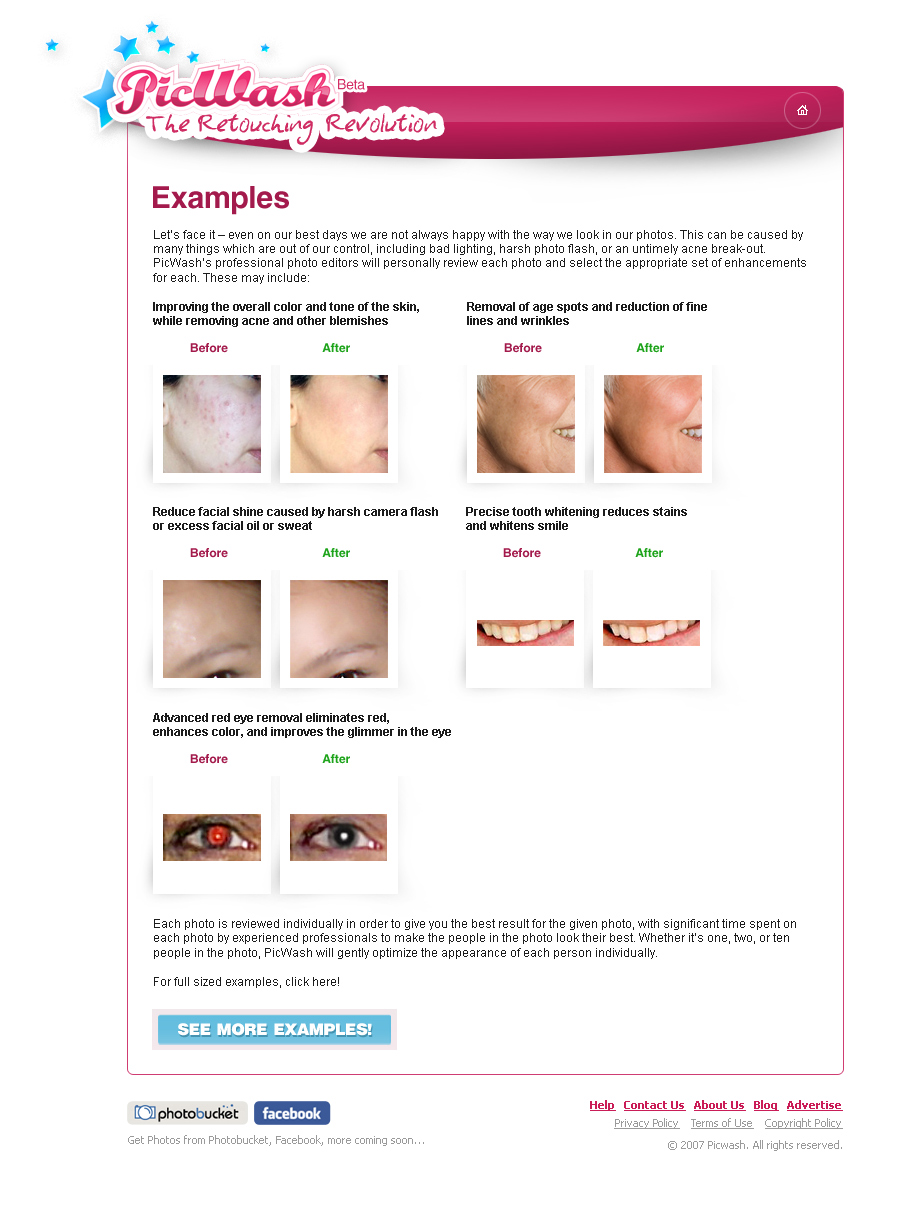 PicWash Beta
The Retouching Revolution
Examples
Let's face it – even on our best days we are not always happy with the way we look in our photos. This can be caused by
many things which are out of our control, including bad lighting, harsh photo flash, or an untimely acne break-out.
PicWash's professional photo editors will personally review each photo and select the appropriate set of enhancements
for each. These may include:
Improving the overall color and tone of the skin,
while removing acne and other blemishes
Before After
Removal of age spots and reduction of fine
lines and wrinkles
Before After
Reduce facial shine caused by harsh camera flash
or excess facial oil or sweat
Before After
Precise tooth whitening reduces stains
and whitens smile
Before After
Advanced red eye removal eliminates red,
enhances color, and improves the glimmer in the eye
Before After
Each photo is reviewed individually in order to give you the best result for the given photo, with significant time spent on
each photo by experienced professionals to make the people in the photo look their best. Whether it's one, two, or ten
people in the photo, PicWash will gently optimize the appearance of each person individually.
For full sized examples, click here!
SEE MORE EXAMPLES!
photobucket facebook
Get Photos from Photobucket, Facebook, more coming soon...
Help Contact Us About Us Blog Advertise
Privacy Policy Terms of Use Copyright Policy
© 2007 Picwash. All rights reserved.